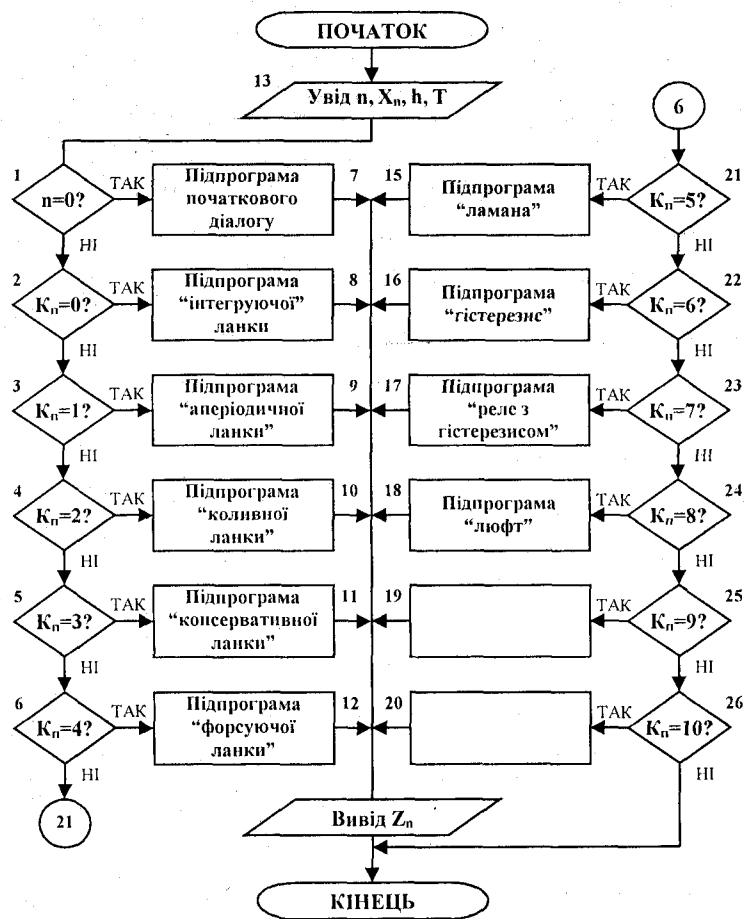 ПОЧАТОК
13
Увід n, Xn, h, T
6
1
n=0?
ТАК
Підпрограма
початкового
діалогу
7
НІ
2
Kn=0?
ТАК
Підпрограма
“інтегруючої”
ланки
8
НІ
3
Kn=1?
ТАК
Підпрограма
“аперіодичної
ланки”
9
НІ
4
Kn=2?
ТАК
Підпрограма
“коливної
ланки”
10
НІ
5
Kn=3?
ТАК
Підпрограма
“консервативної
ланки”
11
НІ
6
Kn=4?
ТАК
Підпрограма
“форсуючої
ланки”
12
НІ
21
15
Підпрограма
“ламана”
ТАК
Kn=5?
21
НІ
16
Підпрограма
“гістерезис”
ТАК
Kn=6?
22
НІ
17
Підпрограма
“реле з
гістерезисом”
ТАК
Kn=7?
23
НІ
18
Підпрограма
“люфт”
ТАК
Kn=8?
24
НІ
19
ТАК
Kn=9?
25
НІ
20
ТАК
Kn=10?
26
НІ
Вивід Zn
КІНЕЦЬ